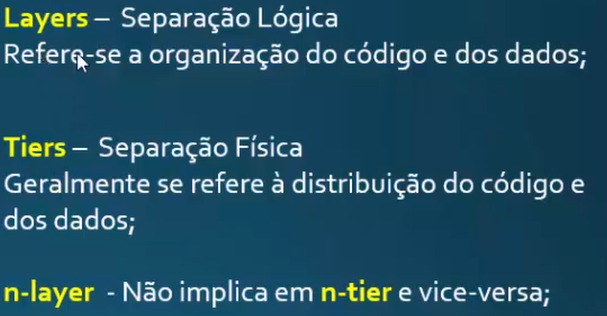 Layers – Separação Lógica
Refere-se a organização do código e dos dados;
Tiers – Separação Física
Geralmente se refere à distribuição do código e
dos dados;
n-layer - Não implica em n-tier e vice-versa;